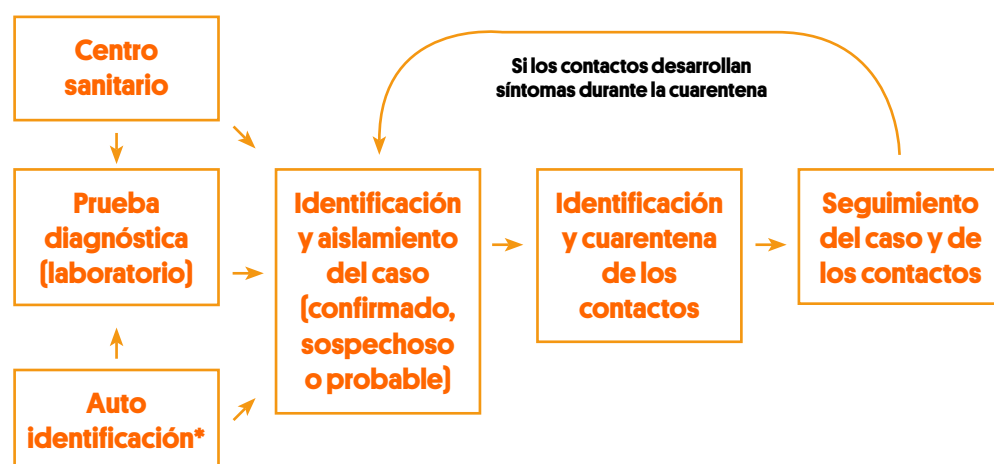 Centro
sanitario
Si los contactos desarrollan
síntomas durante la cuarentena
Prueba
diagnóstica
(laboratorio)
Identificación
y aislamiento
del caso
(confirmado,
sospechoso
o probable)
Identificación
y cuarentena
de los
contactos
Seguimiento
del caso y de
los contactos
Auto
identificación*